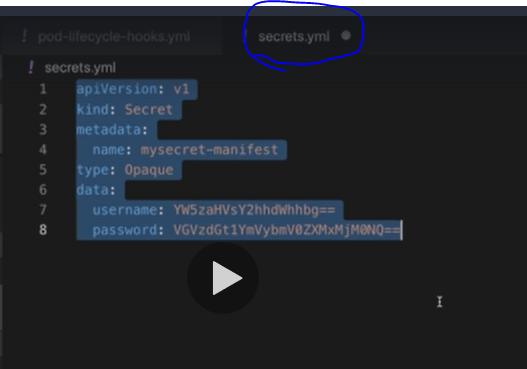 ! pod-lifecycle-hooks.yml secrets.yml
! secrets.yml
1 apiVersion: v1
2 kind: Secret
3 metadata:
4 name: mysecret-manifest
5 type: Opaque
6 data:
7 username: YW5zaHVsY2hhdWhhbg==
8 password: VGVzdGt1YmVybmV0ZXMxMjM0NQ==